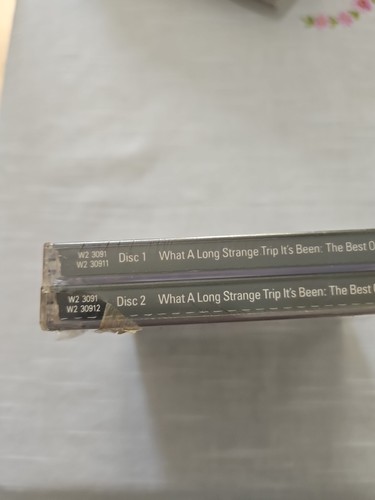 W2 3091
W2 30911
Disc 1 What A Long Strange Trip It's Been: The Best O
W2 3091
W2 30912
Disc 2 What A Long Strange Trip It's Been: The Best